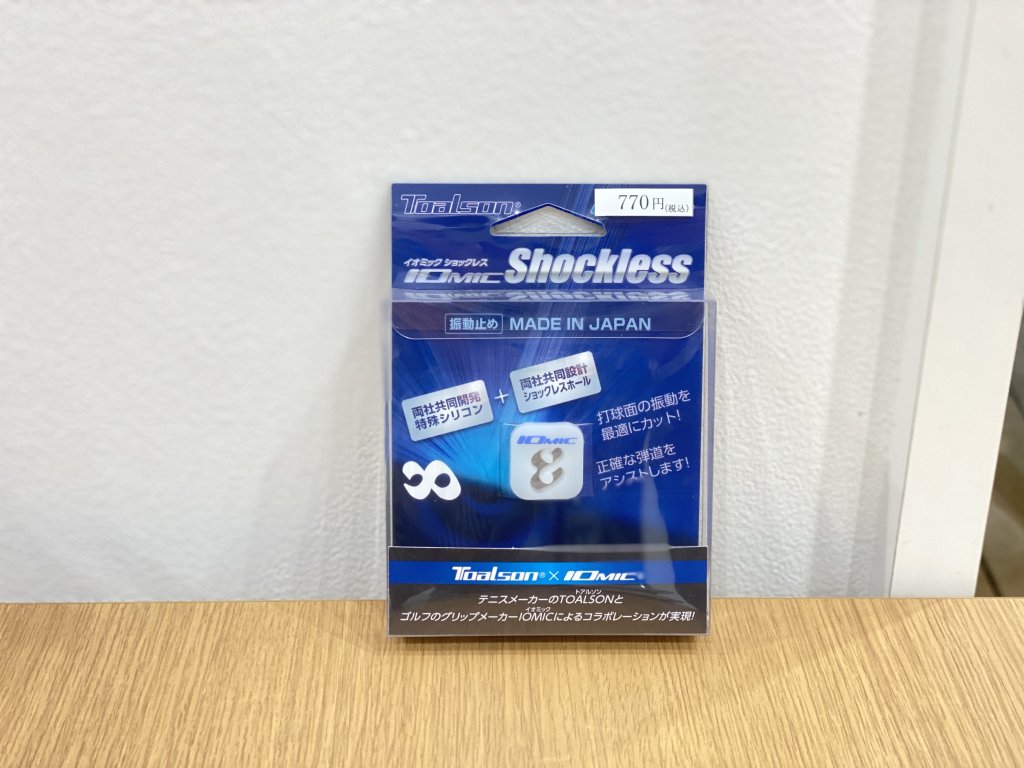 Toalson®
770円(税込)
イオミック ショックレス
IOMIC Shockless
振動止め MADE IN JAPAN
両社共同開発
特殊シリコン
+
両社共同設計
ショックレスホール
打球面の振動を
最適にカット!
正確な弾道を
アシストします!
IOMIC
Toalson® × IOMIC®
トアルソン
テニスメーカーのTOALSONと
イオミック
ゴルフのグリップメーカーIOMICによるコラボレーションが実現!